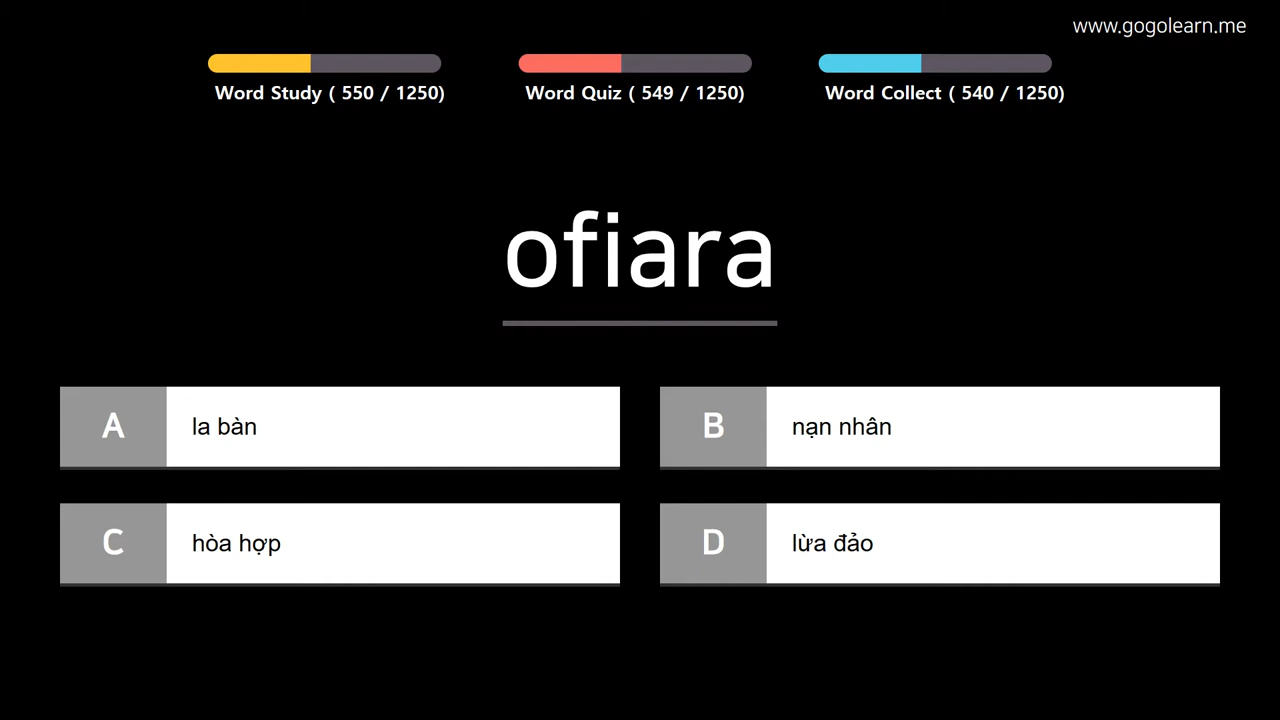 www.gogolearn.me
Word Study ( 550 / 1250)
Word Quiz ( 549 / 1250)
Word Collect ( 540 / 1250)
ofiara
A la bàn
B nạn nhân
C hòa hợp
D lừa đảo